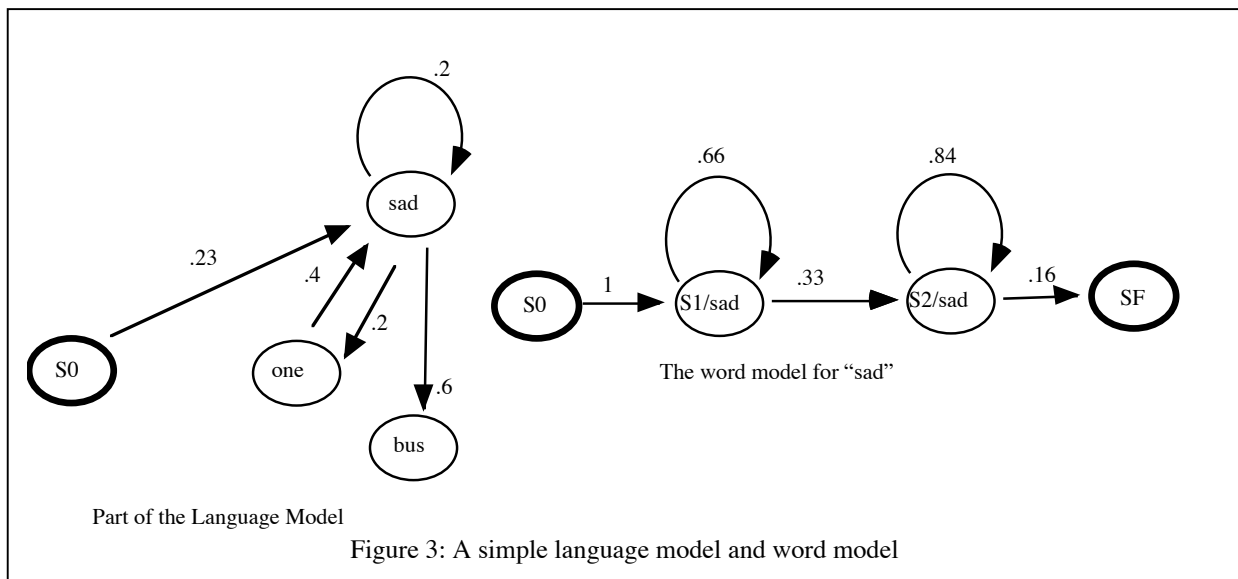 .2
sad
.23
.4
.2
S0
one
.6
bus
Part of the Language Model
.66
.84
S0
1
S1/sad
.33
S2/sad
.16
SF
The word model for “sad”
Figure 3: A simple language model and word model